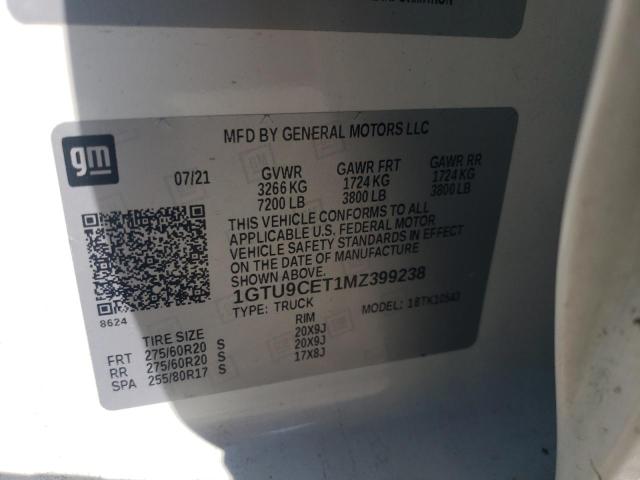 MFD BY GENERAL MOTORS LLC
gm
07/21 GVWR GAWR FRT GAWR RR
3266 KG 1724 KG 1724 KG
7200 LB 3800 LB 3800 LB
THIS VEHICLE CONFORMS TO ALL
APPLICABLE U.S. FEDERAL MOTOR
VEHICLE SAFETY STANDARDS IN EFFECT
ON THE DATE OF MANUFACTURE
SHOWN ABOVE.
1GTU9CET1MZ399238
TYPE: TRUCK MODEL: 18TK10543
8624
TIRE SIZE RIM
FRT 275/60R20 S 20X9J
RR 275/60R20 S 20X9J
SPA 255/80R17 S 17X8J